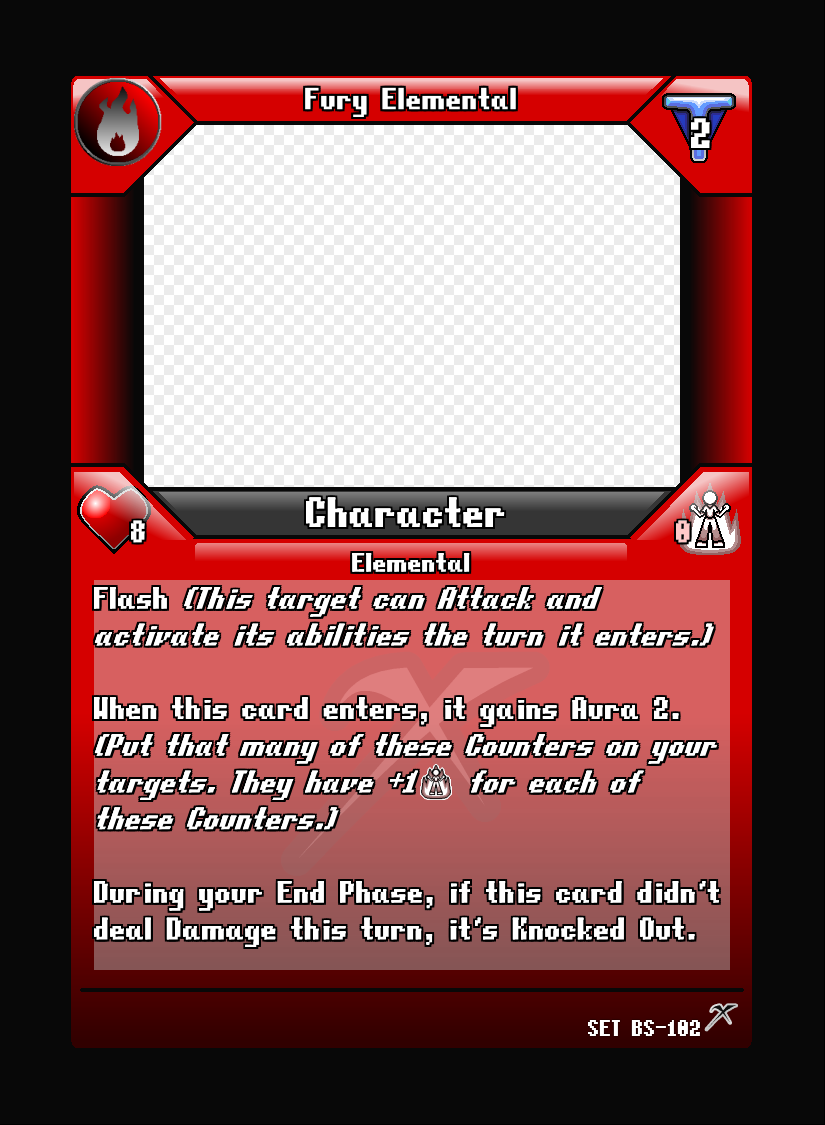 Fury Elemental
2
8
Character
0
Elemental
Flash (This target can Attack and
activate its abilities the turn it enters.)
When this card enters, it gains Aura 2.
(Put that many of these Counters on your
targets. They have +1 for each of
these Counters.)
During your End Phase, if this card didn't
deal Damage this turn, it's Knocked Out.
SET BS-102